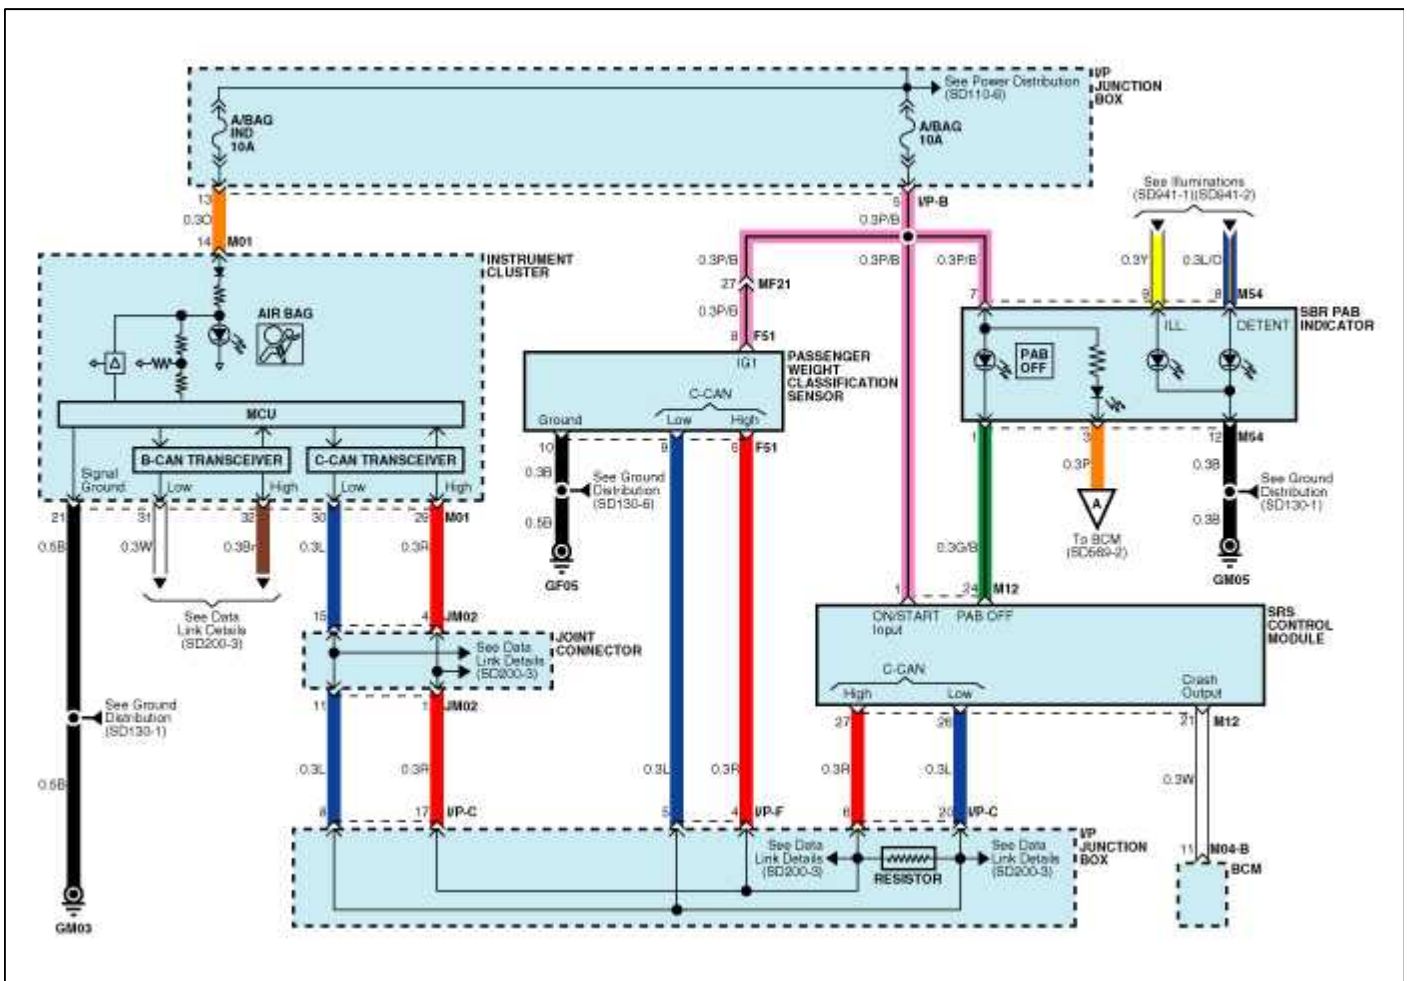 See Power Distribution
(SD110-6)
I/P
JUNCTION
BOX
A/BAG
IND
10A
A/BAG
10A
See Illuminations
(SD941-1)(SD941-2)
13
5
I/P-B
0.3O
0.3P/B
14
M01
INSTRUMENT
CLUSTER
0.3P/B
0.3P/B
0.3P/B
0.3Y
0.3L/O
27
MF21
7
9
8
M54
0.3P/B
SBR PAB
INDICATOR
AIR BAG
8
F51
ILL.
DETENT
IG1
PASSENGER
WEIGHT
CLASSIFICATION
SENSOR
PAB
OFF
C-CAN
MCU
Ground
Low
High
10
9
6
F51
1
3
12
M54
B-CAN TRANSCEIVER
C-CAN TRANSCEIVER
Signal
Ground
Low
High
Low
High
0.3B
See Ground
Distribution
(SD130-6)
0.3P
0.3B
See Ground
Distribution
(SD130-1)
A
21
31
32
30
M01
0.5B
0.3B
0.5B
0.3W
0.3Br
0.3L
0.3R
To BCM
(SD569-2)
0.3G/B
GF05
GM05
1
24
M12
See Data
Link Details
(SD200-3)
15
4
JM02
JOINT
CONNECTOR
ON/START
Input
PAB OFF
SRS
CONTROL
MODULE
See Data
Link Details
(SD200-3)
C-CAN
High
Low
Crash
Output
11
1
JM02
27
26
21
M12
See Ground
Distribution
(SD130-1)
0.5B
0.3L
0.3R
0.3L
0.3R
0.3R
0.3L
0.3W
8
17
I/P-C
5
4
I/P-F
6
20
I/P-C
I/P
JUNCTION
BOX
See Data
Link Details
(SD200-3)
See Data
Link Details
(SD200-3)
RESISTOR
11
M04-B
BCM
GM03